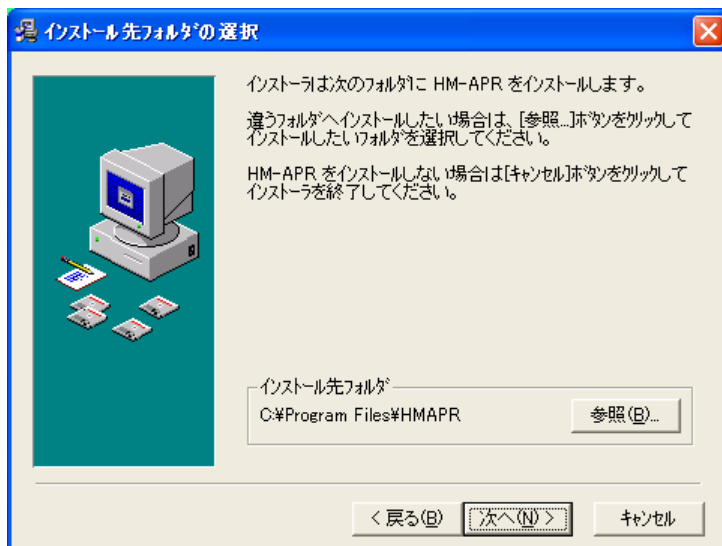 インストール先フォルダの選択
インストーラは次のフォルダに HM-APR をインストールします。
違うフォルダへインストールしたい場合は、[参照...]ボタンをクリックして
インストールしたいフォルダを選択してください。
HM-APR をインストールしない場合は[キャンセル]ボタンをクリックして
インストーラを終了してください。
インストール先フォルダ
C:¥Program Files¥HMAPR
参照(B)...
< 戻る(B)
次へ(N) >
キャンセル